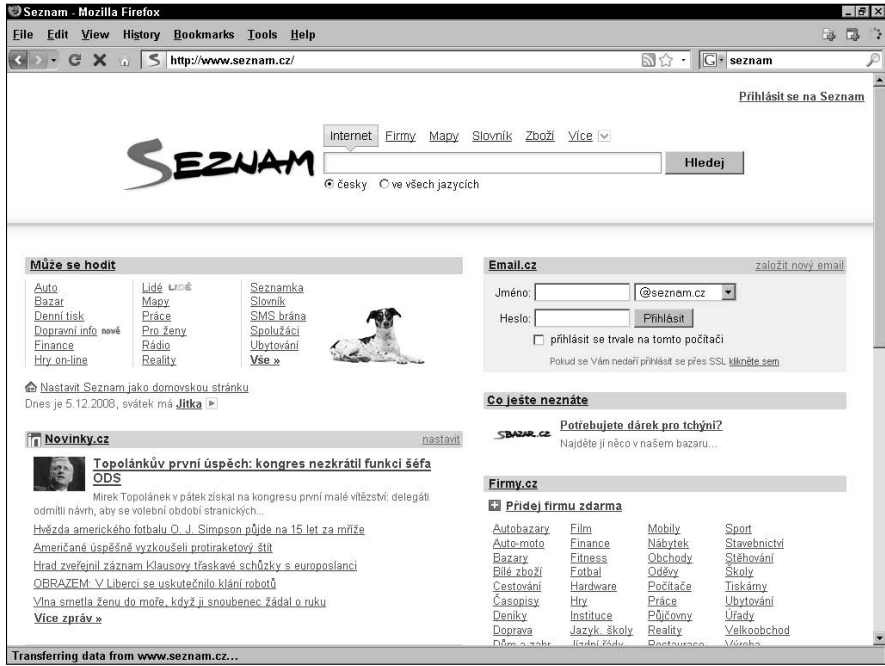 Seznam - Mozilla Firefox
File Edit View History Bookmarks Tools Help
http://www.seznam.cz/
seznam
Přihlásit se na Seznam
SEZNAM
Internet Firmy Mapy Slovník Zboží Více
Hledej
česky ve všech jazycích
Může se hodit
Auto Lidé LIDÉ Seznamka
Bazar Mapy Slovník
Denní tisk Práce SMS brána
Dopravní info nové Pro ženy Spolužáci
Finance Rádio Ubytování
Hry on-line Reality Vše »
Nastavit Seznam jako domovskou stránku
Dnes je 5.12.2008, svátek má Jitka
Novinky.cz nastavit
Topolánkův první úspěch: kongres nezkrátil funkci šéfa
ODS
Mirek Topolánek v pátek získal na kongresu první malé vítězství: delegáti
odmítli návrh, aby se volební období stranických...
Hvězda amerického fotbalu O. J. Simpson půjde na 15 let za mříže
Američané úspěšně vyzkoušeli protiraketový štít
Hrad zveřejnil záznam Klausovy třaskavé schůzky s europoslanci
OBRAZEM: V Liberci se uskutečnilo klání robotů
Vlna smetla ženu do moře, když ji snoubenec žádal o ruku
Více zpráv »
Email.cz založit nový email
Jméno: @seznam.cz
Heslo: Přihlásit
přihlásit se trvale na tomto počítači
Pokud se Vám nedaří přihlásit se přes SSL klikněte sem
Co ještě neznáte
SBAZAR.CZ
Potřebujete dárek pro tchýni?
Najděte jí něco v našem bazaru...
Firmy.cz
Přidej firmu zdarma
Autobazary Film Mobily Sport
Auto-moto Finance Nábytek Stavebnictví
Bazary Fitness Obchody Stěhování
Bílé zboží Fotbal Oděvy Školy
Cestování Hardware Počítače Tiskárny
Časopisy Hry Práce Ubytování
Deníky Instituce Půjčovny Úřady
Doprava Jazyk. školy Reality Velkoobchod
Dům a zahr. Jízdní řády Restaurace Výroba
Transferring data from www.seznam.cz...